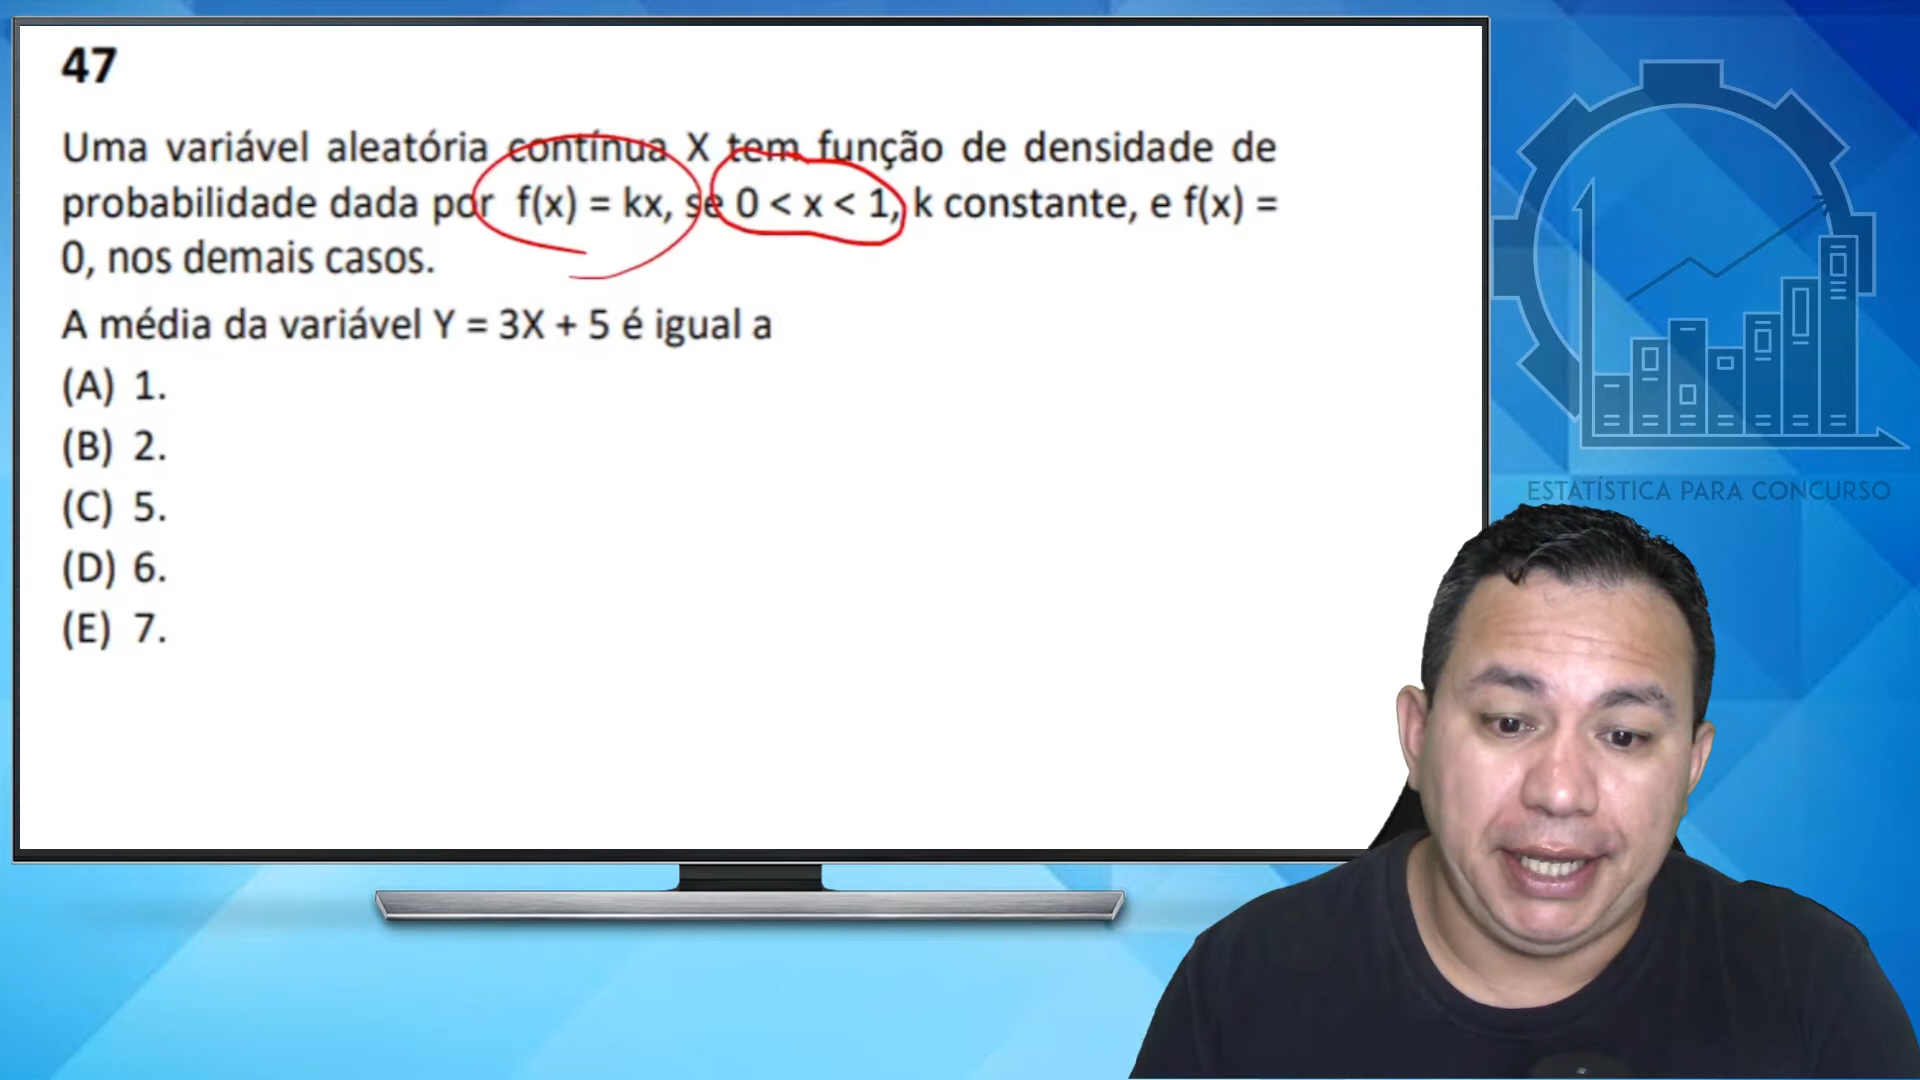 47
Uma variável aleatória contínua X tem função de densidade de
probabilidade dada por f(x) = kx, se 0 < x < 1, k constante, e f(x) =
0, nos demais casos.
A média da variável Y = 3X + 5 é igual a
(A) 1.
(B) 2.
(C) 5.
(D) 6.
(E) 7.
ESTATÍSTICA PARA CONCURSO